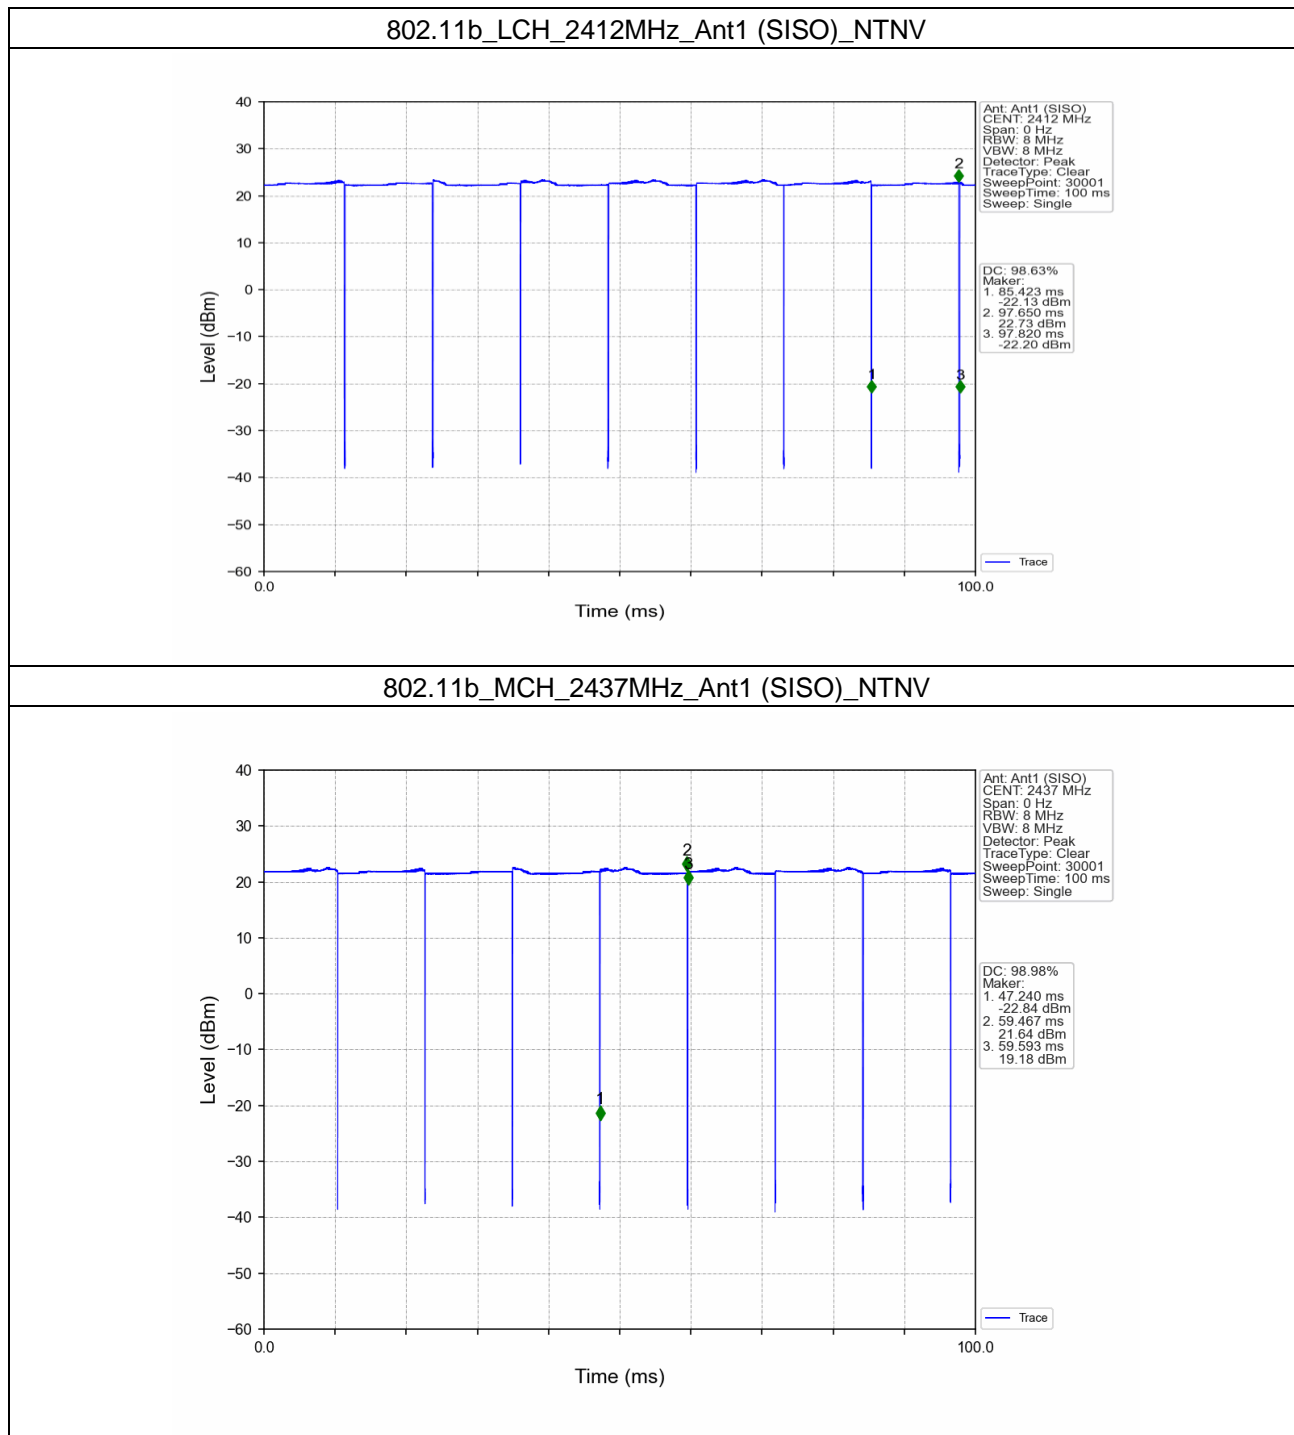 802.11b_LCH_2412MHz_Ant1 (SISO)_NTNV
40
30
20
10
0
−10
−20
−30
−40
−50
−60
Level (dBm)
0.0
100.0
Time (ms)
1
2
3
Ant: Ant1 (SISO)
CENT: 2412 MHz
Span: 0 Hz
RBW: 8 MHz
VBW: 8 MHz
Detector: Peak
TraceType: Clear
SweepPoint: 30001
SweepTime: 100 ms
Sweep: Single
DC: 98.63%
Maker:
1. 85.423 ms
-22.13 dBm
2. 97.650 ms
22.73 dBm
3. 97.820 ms
-22.20 dBm
Trace
802.11b_MCH_2437MHz_Ant1 (SISO)_NTNV
40
30
20
10
0
−10
−20
−30
−40
−50
−60
Level (dBm)
0.0
100.0
Time (ms)
1
2
3
Ant: Ant1 (SISO)
CENT: 2437 MHz
Span: 0 Hz
RBW: 8 MHz
VBW: 8 MHz
Detector: Peak
TraceType: Clear
SweepPoint: 30001
SweepTime: 100 ms
Sweep: Single
DC: 98.98%
Maker:
1. 47.240 ms
-22.84 dBm
2. 59.467 ms
21.64 dBm
3. 59.593 ms
19.18 dBm
Trace